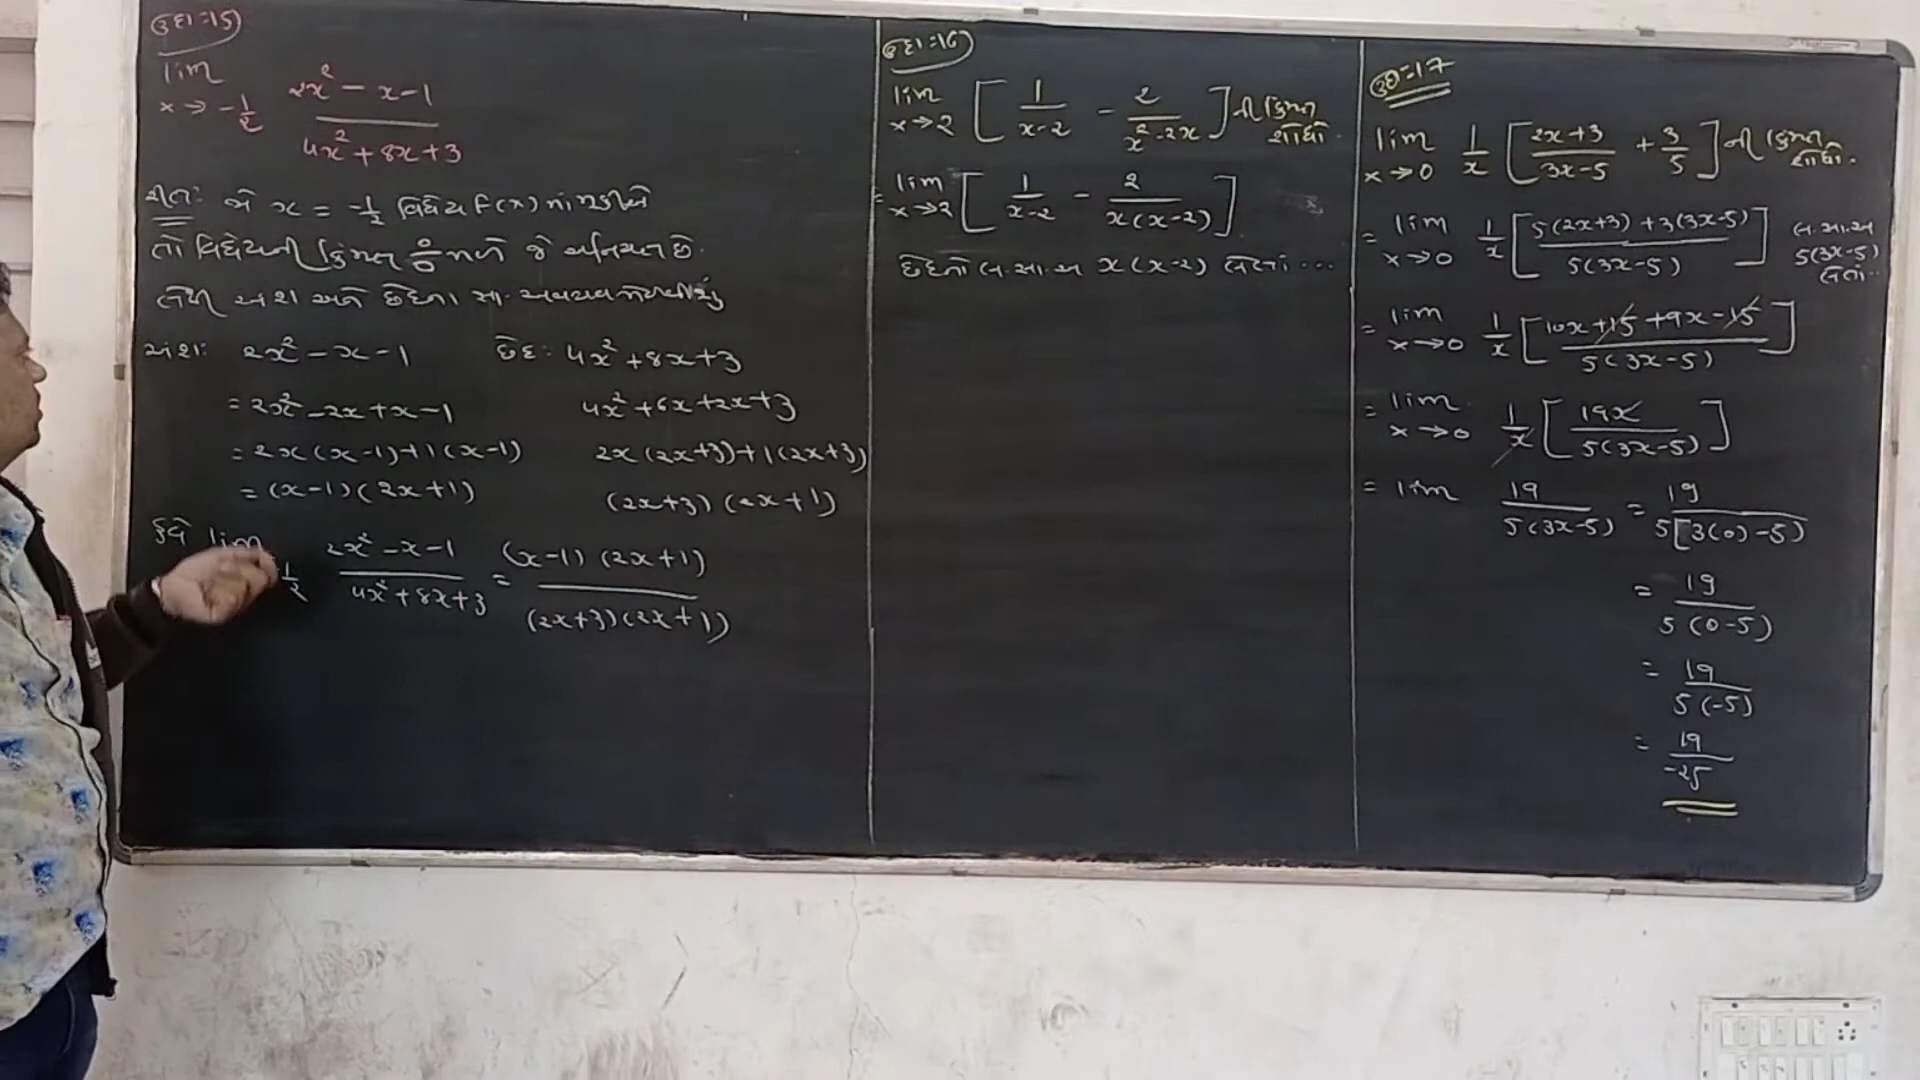 ઉદા=15)
lim x→-1/2 (2x² - x - 1)/(4x² + 8x + 3)
રીત: જો x = -1/2 વિધેય F(x) માં મૂકીએ
તો વિધેયની કિંમત 0/0 મળે જે અનિયત છે.
તેથી અંશ અને છેદના સા. અવયવ મેળવીશું
અંશ: 2x² - x - 1 છેદ: 4x² + 8x + 3
= 2x² - 2x + x - 1 4x² + 6x + 2x + 3
= 2x(x-1) + 1(x-1) 2x(2x+3) + 1(2x+3)
= (x-1)(2x+1) (2x+3)(2x+1)
હવે lim 1/2 (2x² - x - 1)/(4x² + 8x + 3) = ((x-1)(2x+1))/((2x+3)(2x+1))
ઉદા=16)
lim x→2 [1/(x-2) - 2/(x²-2x)] ની કિંમત શોધો.
= lim x→2 [1/(x-2) - 2/(x(x-2))]
છેદનો લ.સા.અ x(x-2) લેતાં...
ઉદા=17
lim x→0 1/x [(2x+3)/(3x-5) + 3/5] ની કિંમત શોધો.
= lim x→0 1/x [(5(2x+3) + 3(3x-5))/(5(3x-5))] લ.સા.અ 5(3x-5) લેતાં..
= lim x→0 1/x [(10x + 15 + 9x - 15)/(5(3x-5))]
= lim x→0 1/x [19x/(5(3x-5))]
= lim 19/(5(3x-5)) = 19/(5[3(0)-5))
= 19/(5(0-5))
= 19/(5(-5))
= 19/-25